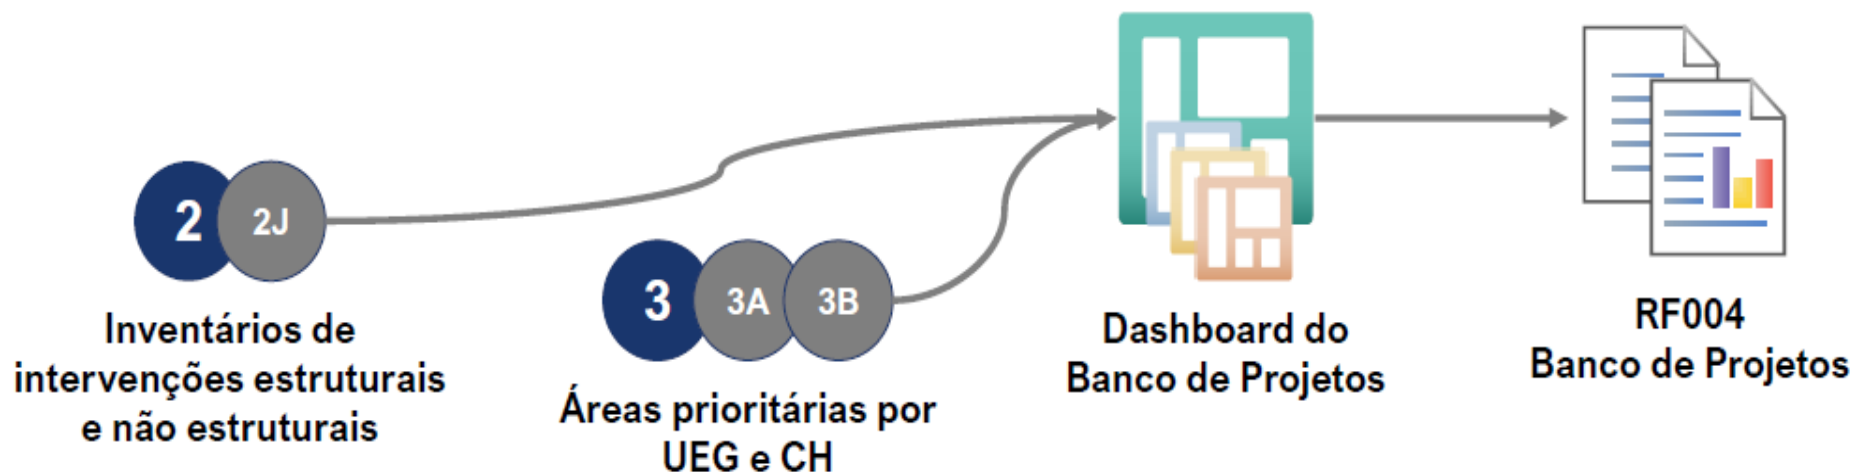 2
2J
Inventários de
intervenções estruturais
e não estruturais
3
3A
3B
Áreas prioritárias por
UEG e CH
Dashboard do
Banco de Projetos
RF004
Banco de Projetos